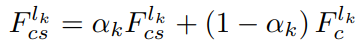 $F_{cs}^{l_k} = \alpha_k F_{cs}^{l_k} + (1 - \alpha_k) F_c^{l_k}$